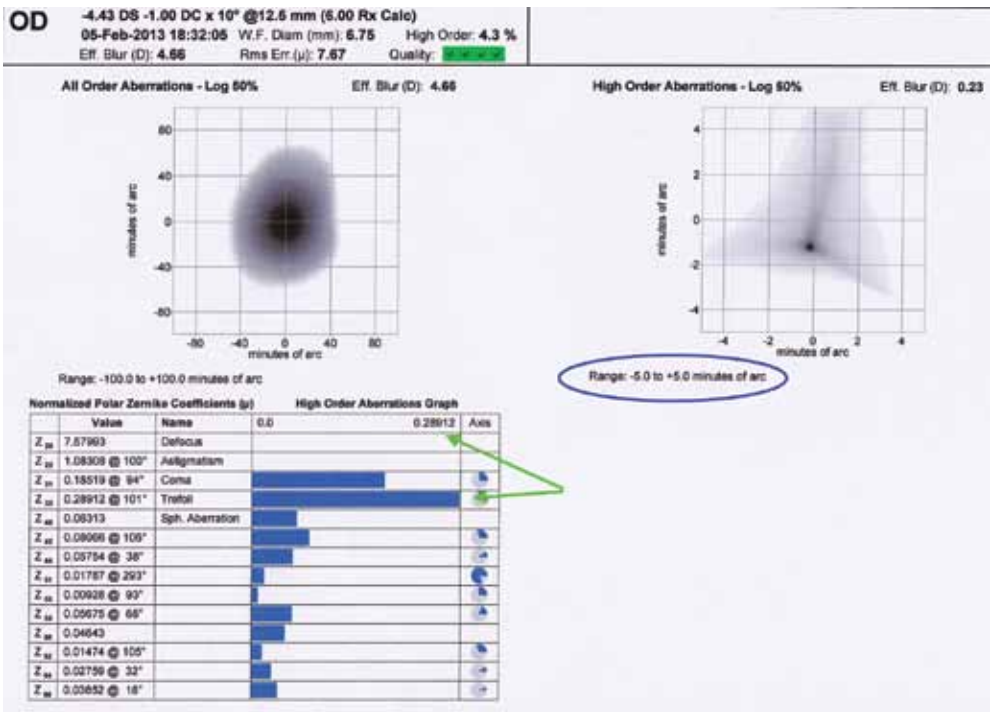 OD
-4.43 DS -1.00 DC x 10° @12.5 mm (6.00 Rx Calc)
05-Feb-2013 18:32:05 W.F. Diam (mm): 6.75 High Order: 4.3 %
Eff. Blur (D): 4.66 Rms Err.(μ): 7.67 Quality:
All Order Aberrations - Log 50% Eff. Blur (D): 4.66
80
40
0
-40
-80
minutes of arc
-80 -40 0 40 80
minutes of arc
Range: -100.0 to +100.0 minutes of arc
High Order Aberrations - Log 50% Eff. Blur (D): 0.23
4
2
0
-2
-4
minutes of arc
-4 -2 0 2 4
minutes of arc
Range: -5.0 to +5.0 minutes of arc
Normalized Polar Zernike Coefficients (μ) High Order Aberrations Graph
Value Name 0.0 0.28912 Axis
Z 7.57993 Defocus
Z 1.08308 @ 100° Astigmatism
Z 0.18519 @ 94° Coma
Z 0.28912 @ 101° Trefoil
Z 0.06313 Sph. Aberration
Z 0.08066 @ 106°
Z 0.05754 @ 38°
Z 0.01767 @ 293°
Z 0.00928 @ 93°
Z 0.05675 @ 66°
Z 0.04643
Z 0.01474 @ 105°
Z 0.02759 @ 32°
Z 0.03652 @ 18°